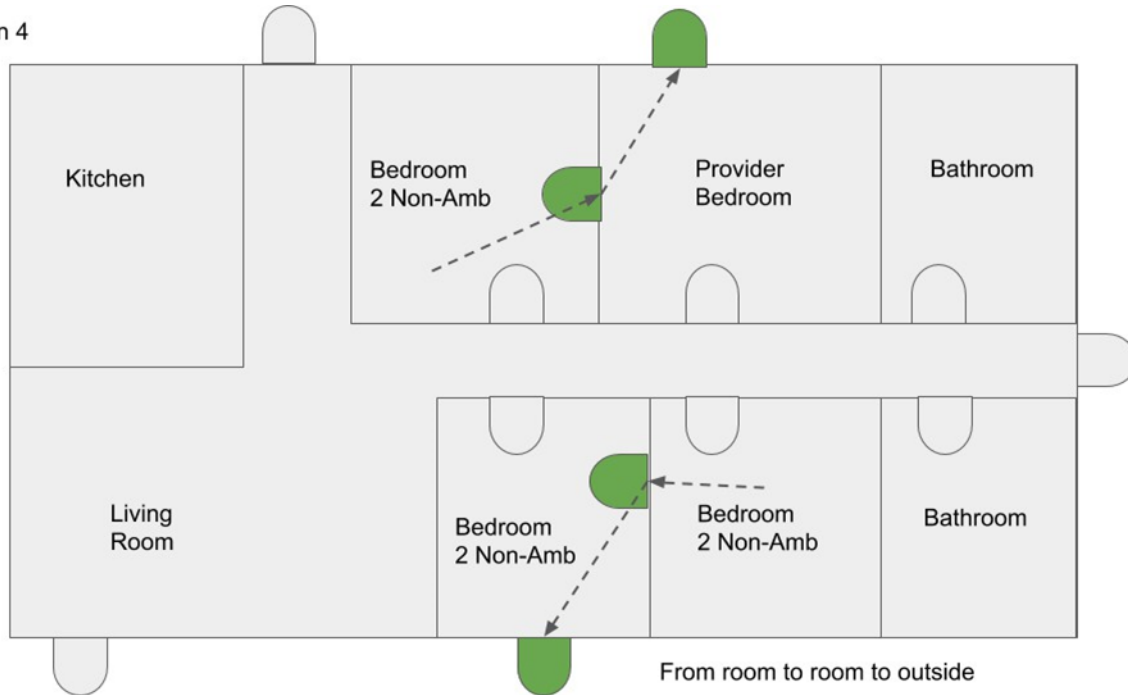 4
Kitchen
Bedroom
2 Non-Amb
Provider
Bedroom
Bathroom
Living
Room
Bedroom
2 Non-Amb
Bedroom
2 Non-Amb
Bathroom
From room to room to outside